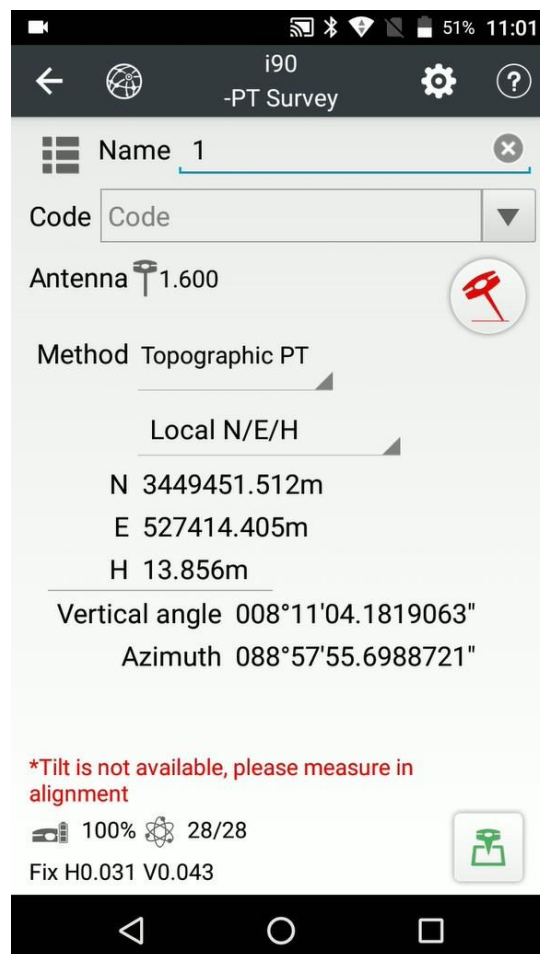 51% 11:01
i90
-PT Survey
?
Name 1
Code Code
Antenna 1.600
Method Topographic PT
Local N/E/H
N 3449451.512m
E 527414.405m
H 13.856m
Vertical angle 008°11'04.1819063"
Azimuth 088°57'55.6988721"
*Tilt is not available, please measure in
alignment
100% 28/28
Fix H0.031 V0.043